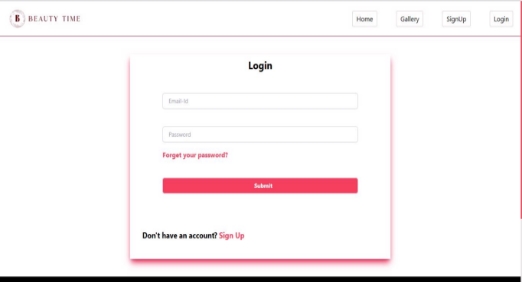 B BEAUTY TIME
Home Gallery SignUp Login
Login
Email-Id
Password
Forget your password?
Submit
Don't have an account? Sign Up